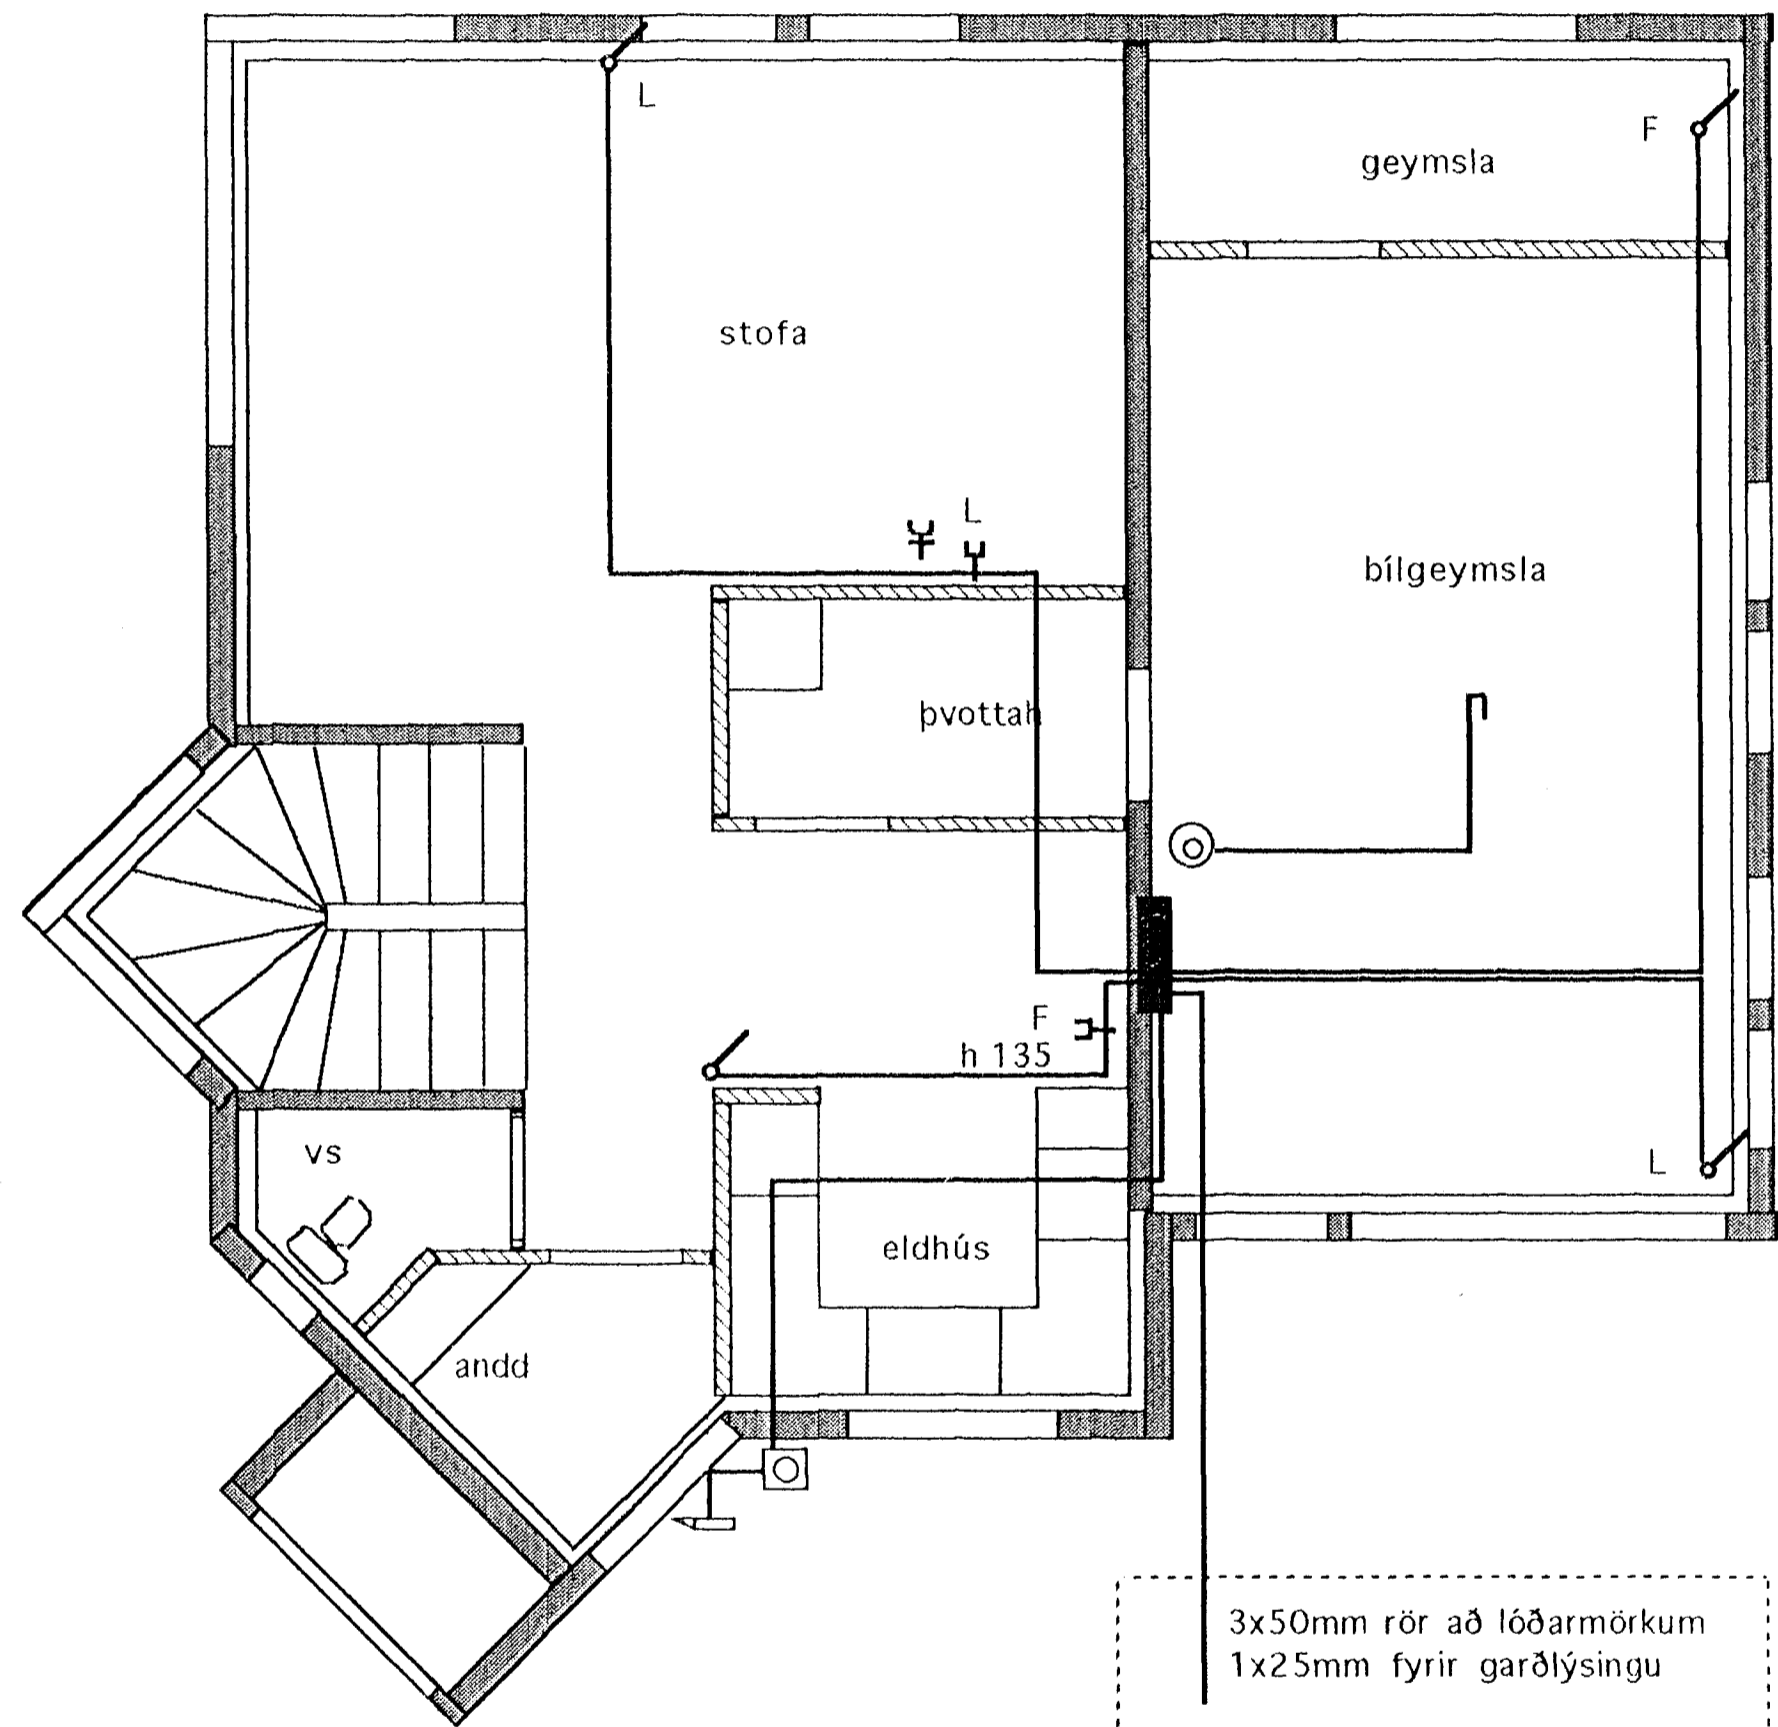 L
F
geymsla
stofa
L
bílgeymsla
þvottah
F
h 135
vs
L
eldhús
andd
3x50mm rör að lóðarmörkum
1x25mm fyrir garðlýsingu